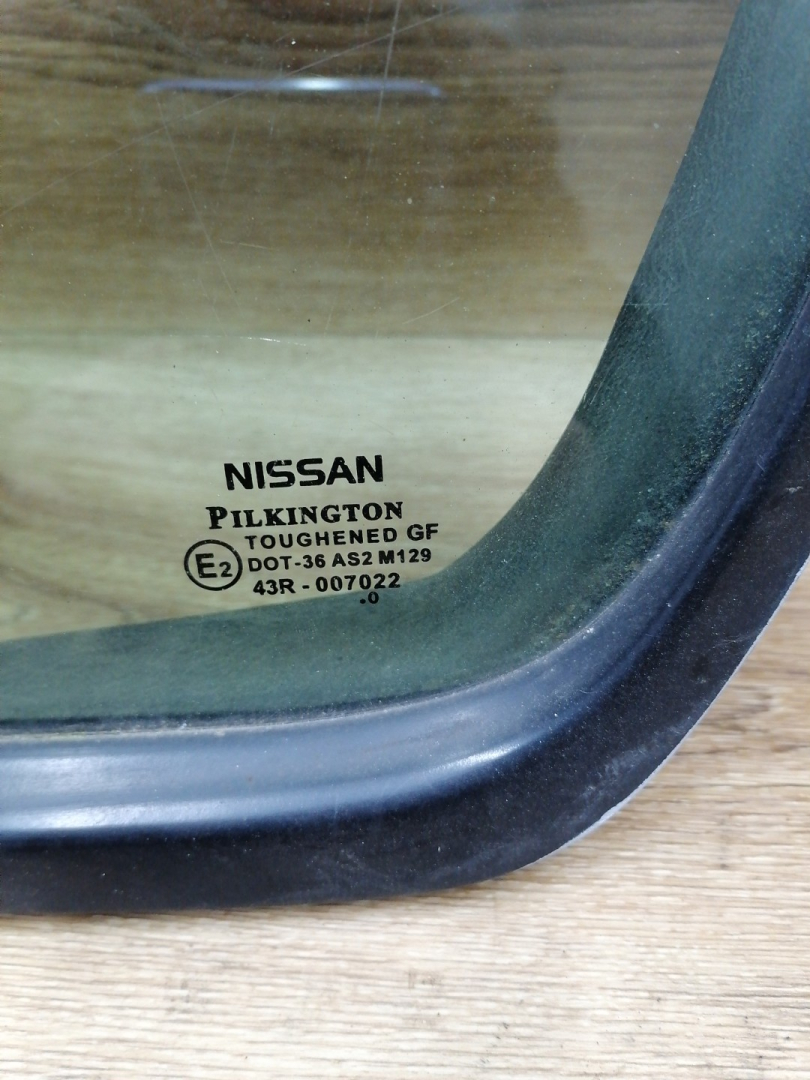 NISSAN
PILKINGTON
TOUGHENED GF
E2 DOT-36 AS2 M129
43R - 007022
.0